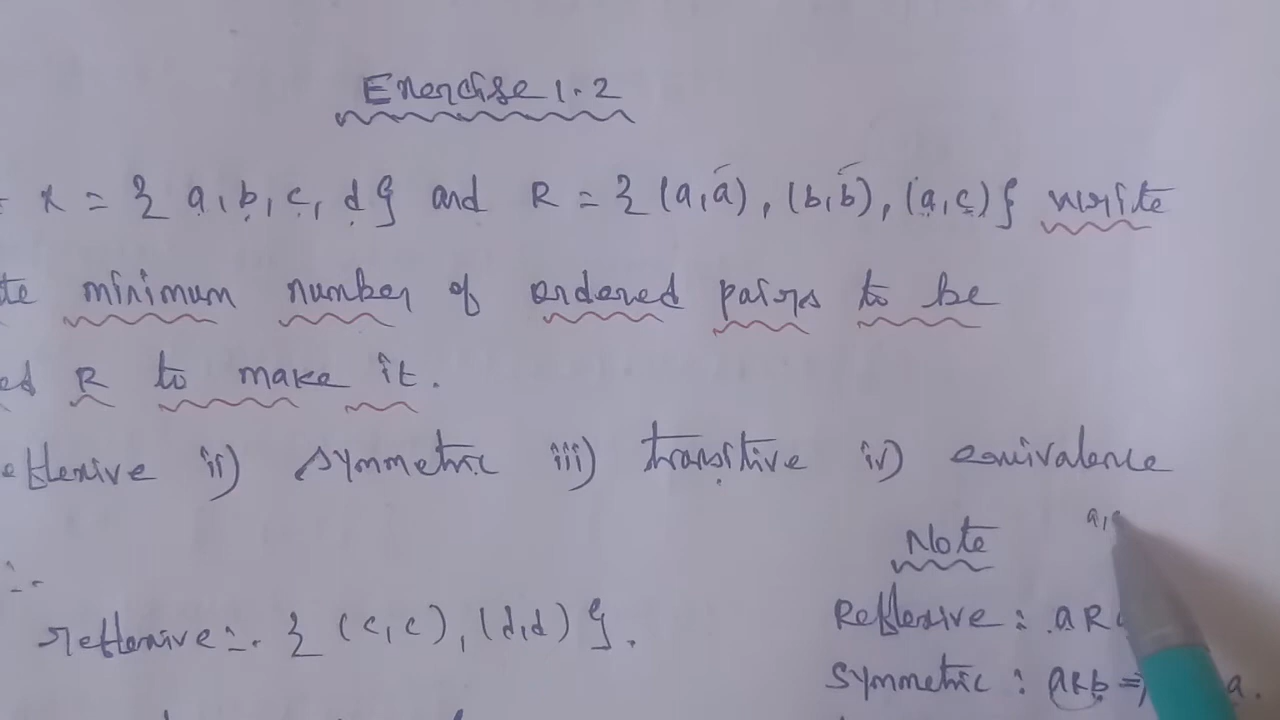 Exercise 1.2
X = { a, b, c, d } and R = { (a, a), (b, b), (a, c) } write
minimum number of ordered pairs to be
R to make it.
eflexive ii) symmetric iii) transitive iv) equivalence
a,
Note
Reflexive : aR
reflexive :- { (c, c), (d, d) }.
Symmetric : aRb => a.